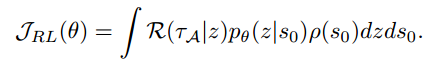 𝒥_{RL}(θ) = ∫ ℛ(τ_𝒜|z)p_θ(z|s_0)ρ(s_0)dzds_0.